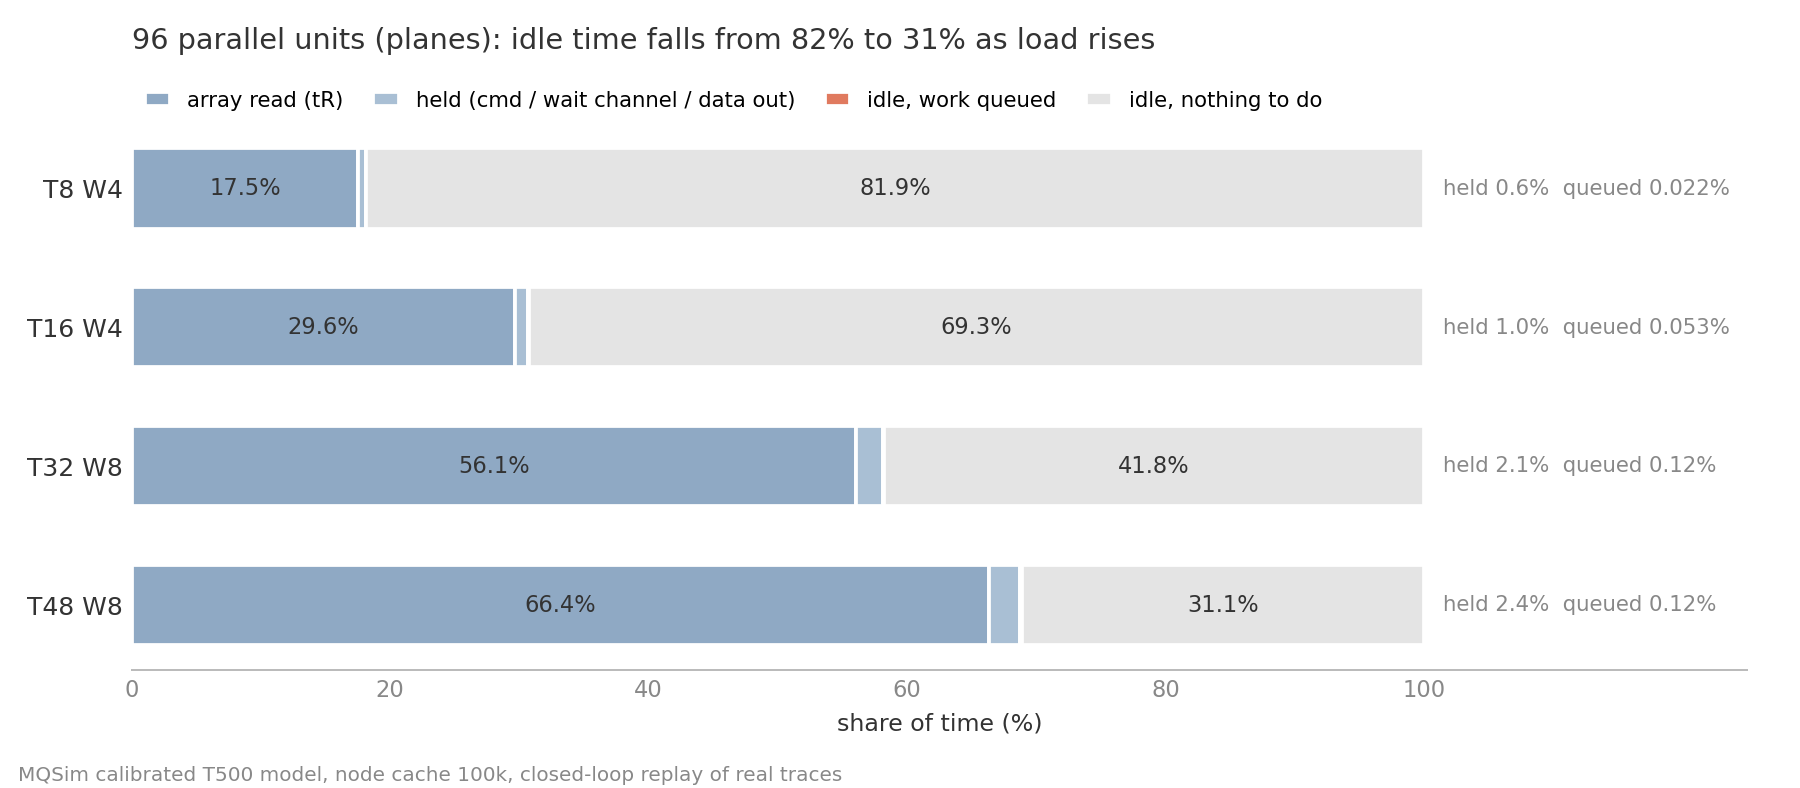 96 parallel units (planes): idle time falls from 82% to 31% as load rises
array read (tR) held (cmd / wait channel / data out) idle, work queued idle, nothing to do
T8 W4 17.5% 81.9% held 0.6% queued 0.022%
T16 W4 29.6% 69.3% held 1.0% queued 0.053%
T32 W8 56.1% 41.8% held 2.1% queued 0.12%
T48 W8 66.4% 31.1% held 2.4% queued 0.12%
0 20 40 60 80 100
share of time (%)
MQSim calibrated T500 model, node cache 100k, closed-loop replay of real traces